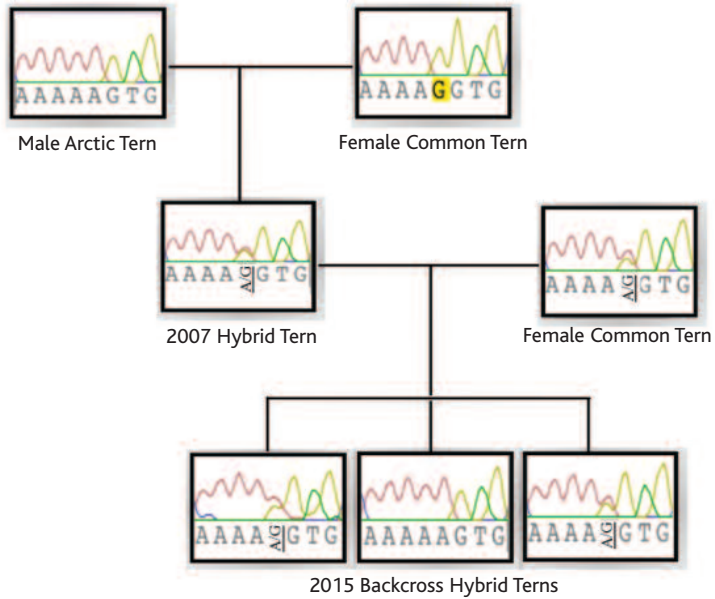 AAAAAGTG
AAAAGGTG
Male Arctic Tern
Female Common Tern
AAAA A/G GTG
AAAA A/G GTG
2007 Hybrid Tern
Female Common Tern
AAAA A/G GTG
AAAAAGTG
AAAA A/G GTG
2015 Backcross Hybrid Terns